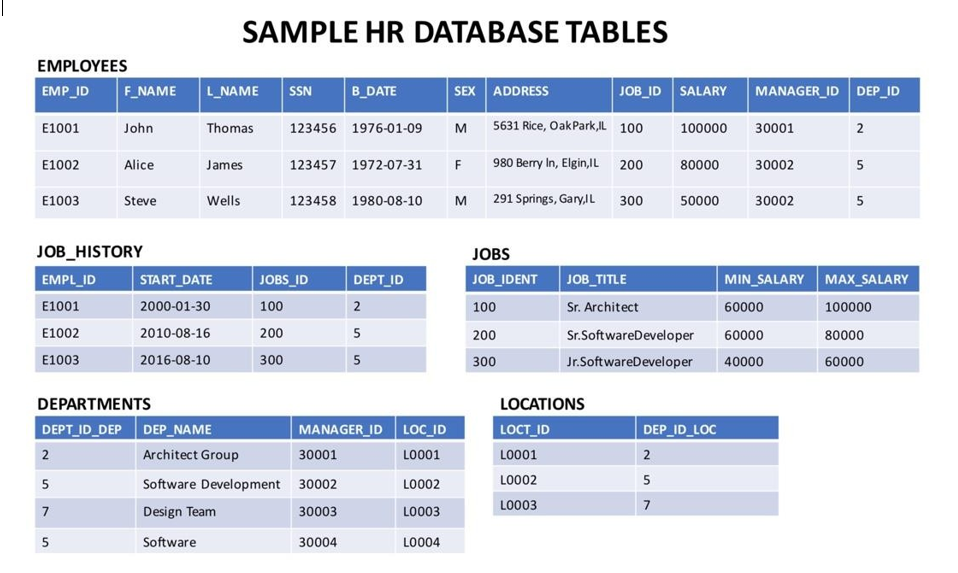 SAMPLE HR DATABASE TABLES
EMPLOYEES
EMP_ID F_NAME L_NAME SSN B_DATE SEX ADDRESS JOB_ID SALARY MANAGER_ID DEP_ID
E1001 John Thomas 123456 1976-01-09 M 5631 Rice, OakPark,IL 100 100000 30001 2
E1002 Alice James 123457 1972-07-31 F 980 Berry ln, Elgin,IL 200 80000 30002 5
E1003 Steve Wells 123458 1980-08-10 M 291 Springs, Gary,IL 300 50000 30002 5
JOB_HISTORY
EMPL_ID START_DATE JOBS_ID DEPT_ID
E1001 2000-01-30 100 2
E1002 2010-08-16 200 5
E1003 2016-08-10 300 5
JOBS
JOB_IDENT JOB_TITLE MIN_SALARY MAX_SALARY
100 Sr. Architect 60000 100000
200 Sr.SoftwareDeveloper 60000 80000
300 Jr.SoftwareDeveloper 40000 60000
DEPARTMENTS
DEPT_ID_DEP DEP_NAME MANAGER_ID LOC_ID
2 Architect Group 30001 L0001
5 Software Development 30002 L0002
7 Design Team 30003 L0003
5 Software 30004 L0004
LOCATIONS
LOCT_ID DEP_ID_LOC
L0001 2
L0002 5
L0003 7